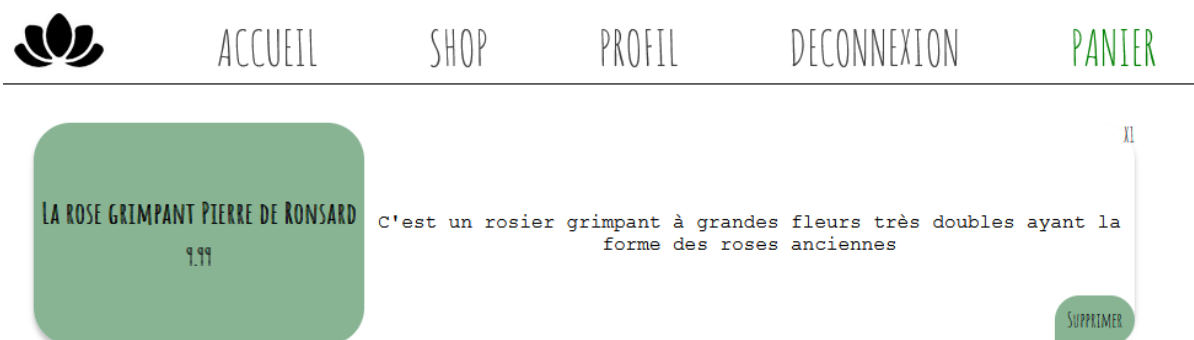 ACCUEIL SHOP PROFIL DECONNEXION PANIER
X1
La rose grimpant Pierre de Ronsard
9.99
C'est un rosier grimpant à grandes fleurs très doubles ayant la
forme des roses anciennes
Supprimer